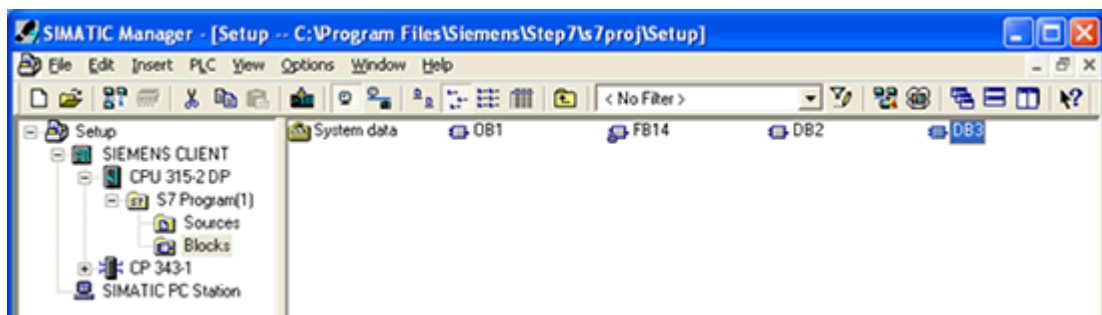 SIMATIC Manager - [Setup -- C:\Program Files\Siemens\Step7\s7proj\Setup]
File Edit Insert PLC View Options Window Help
< No Filter >
Setup
SIEMENS CLIENT
CPU 315-2 DP
S7 Program(1)
Sources
Blocks
CP 343-1
SIMATIC PC Station
System data OB1 FB14 DB2 DB3